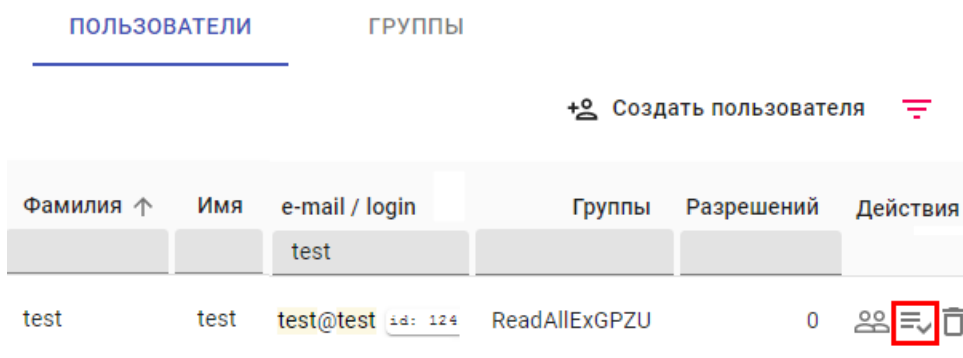 ПОЛЬЗОВАТЕЛИ ГРУППЫ
Создать пользователя
Фамилия Имя e-mail / login Группы Разрешений Действия
test
test test test@test id: 124 ReadAllExGPZU 0